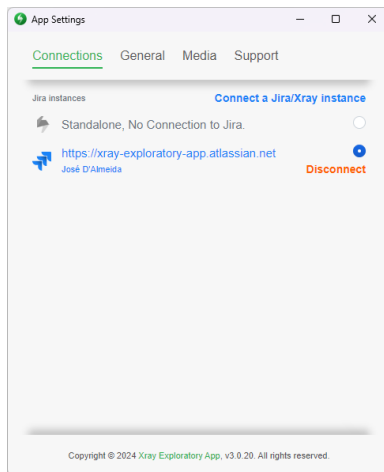 App Settings
Connections General Media Support
Jira instances Connect a Jira/Xray instance
Standalone, No Connection to Jira.
https://xray-exploratory-app.atlassian.net
José D'Almeida
Disconnect
Copyright © 2024 Xray Exploratory App, v3.0.20. All rights reserved.